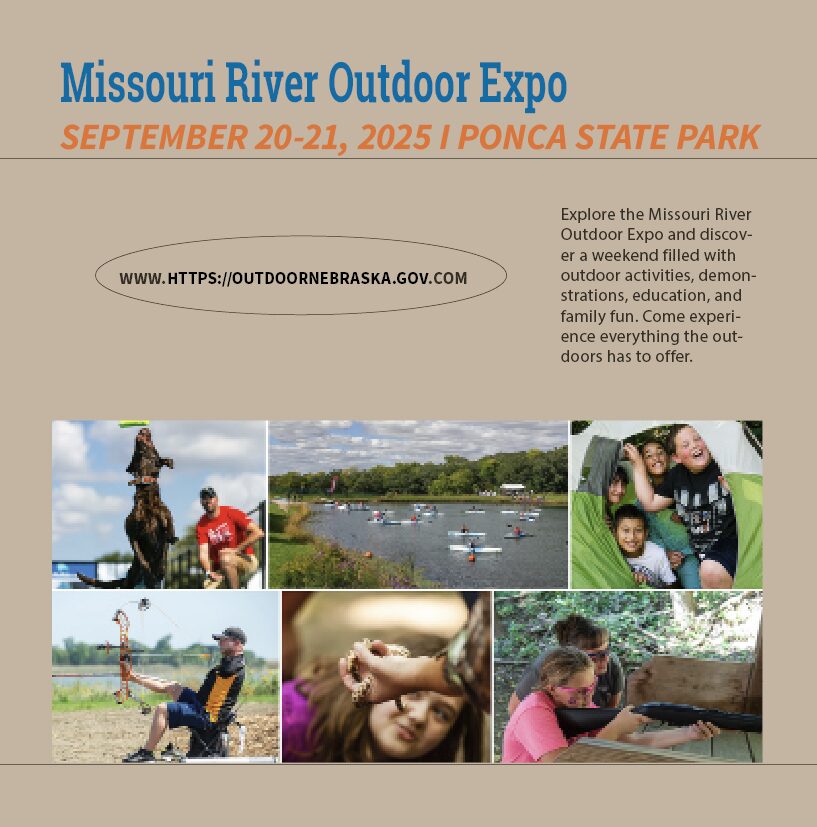 Missouri River Outdoor Expo
SEPTEMBER 20-21, 2025 I PONCA STATE PARK
WWW.HTTPS://OUTDOORNEBRASKA.GOV.COM
Explore the Missouri River
Outdoor Expo and discov-
er a weekend filled with
outdoor activities, demon-
strations, education, and
family fun. Come experi-
ence everything the out-
doors has to offer.